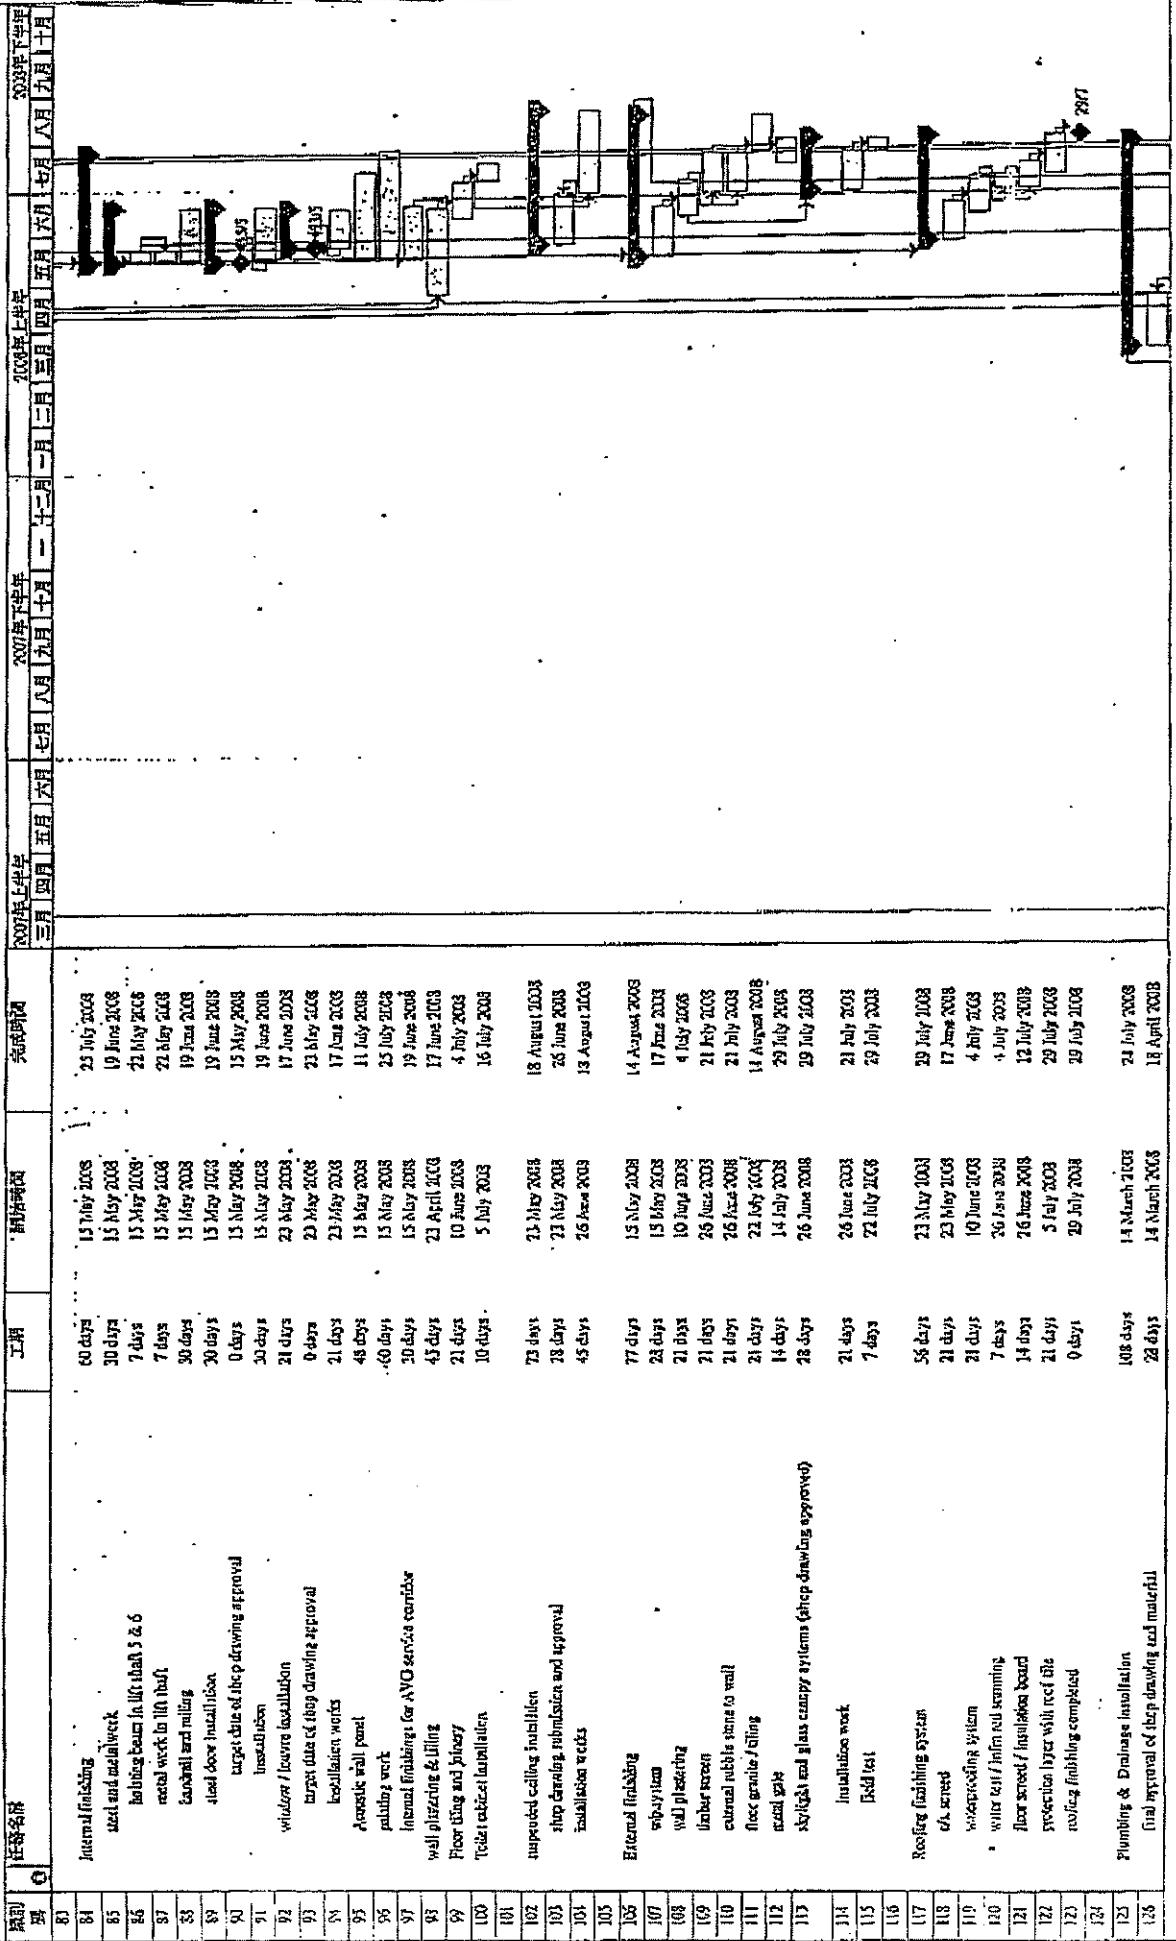 識別號 任務名稱 工期 開始時間 完成時間 2007年上半年 2007年下半年 2008年上半年 2008年下半年
三月 四月 五月 六月 七月 八月 九月 十月 十一 十二月 一月 二月 三月 四月 五月 六月 七月 八月 九月 十月
83
84 Internal finishing 60 days 15 May 2008 25 July 2008
85 steel and metalwork 30 days 15 May 2008 19 June 2008
86 hoisting beam in lift shaft 5 & 6 7 days 15 May 2008 22 May 2008
87 metal work in lift shaft 7 days 15 May 2008 22 May 2008
88 handrail and railing 30 days 15 May 2008 19 June 2008
89 steel door installation 30 days 15 May 2008 19 June 2008
90 target date of shop drawing approval 0 days 15 May 2008 15 May 2008 15/5
91 Installation 30 days 15 May 2008 19 June 2008
92 window / louvre installation 21 days 23 May 2008 17 June 2008
93 target date of shop drawing approval 0 days 23 May 2008 23 May 2008
94 installation works 21 days 23 May 2008 17 June 2008
95 Acoustic wall panel 48 days 15 May 2008 11 July 2008
96 painting work 60 days 15 May 2008 25 July 2008
97 Internal finishings for AVO service corridor 30 days 15 May 2008 19 June 2008
98 wall plastering & tiling 45 days 23 April 2008 17 June 2008
99 Floor tiling and joinery 21 days 10 June 2008 4 July 2008
100 Toilet cubicel installation 10 days 5 July 2008 16 July 2008
101
102 suspended ceiling installation 73 days 23 May 2008 18 August 2008
103 shop drawing submission and approval 28 days 23 May 2008 25 June 2008
104 installation works 45 days 26 June 2008 18 August 2008
105
106 External finishing 77 days 15 May 2008 14 August 2008
107 28 days 15 May 2008 17 June 2008
108 wall plastering 21 days 10 June 2008 4 July 2008
109 timber screen 21 days 26 June 2008 21 July 2008
110 external rubble stone to wall 21 days 26 June 2008 21 July 2008
111 floor granite / tiling 21 days 22 July 2008 14 August 2008
112 metal gate 14 days 14 July 2008 29 July 2008
113 skylight and glass canopy systems (shop drawing approved) 28 days 26 June 2008 29 July 2008
114 Installation work 21 days 26 June 2008 21 July 2008
115 field test 7 days 22 July 2008 29 July 2008
116
117 Roofing finishing system 56 days 23 May 2008 29 July 2008
118 c/s screed 21 days 23 May 2008 17 June 2008
119 waterproofing system 21 days 10 June 2008 4 July 2008
120 water test / infra red scanning 7 days 26 June 2008 4 July 2008
121 floor screed / insulation board 14 days 26 June 2008 12 July 2008
122 protection layer with roof tile 21 days 5 July 2008 29 July 2008
123 roofing finishing completed 0 days 29 July 2008 29 July 2008 29/7
124
125 Plumbing & Drainage Installation 108 days 14 March 2008 24 July 2008
126 final approval of shop drawing and material 28 days 14 March 2008 18 April 2008